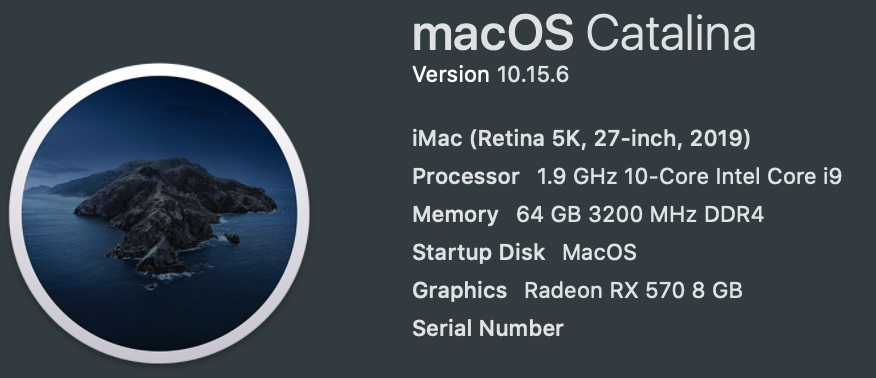 macOS Catalina
Version 10.15.6
iMac (Retina 5K, 27-inch, 2019)
Processor 1.9 GHz 10-Core Intel Core i9
Memory 64 GB 3200 MHz DDR4
Startup Disk MacOS
Graphics Radeon RX 570 8 GB
Serial Number